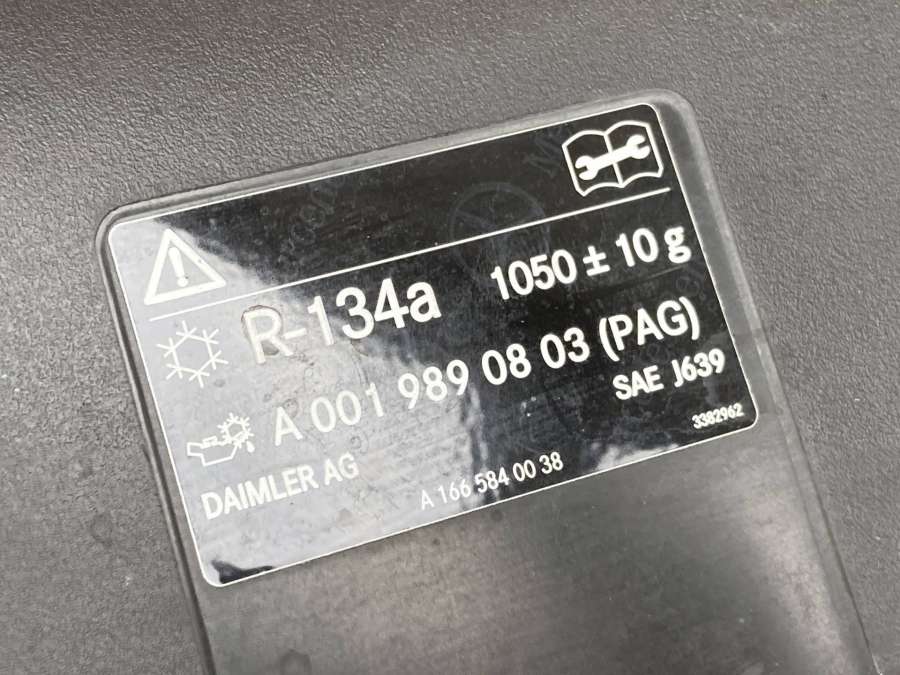 R-134a 1050 ± 10 g
A 001 989 08 03 (PAG)
SAE J639
3382962
DAIMLER AG
A 166 584 00 38